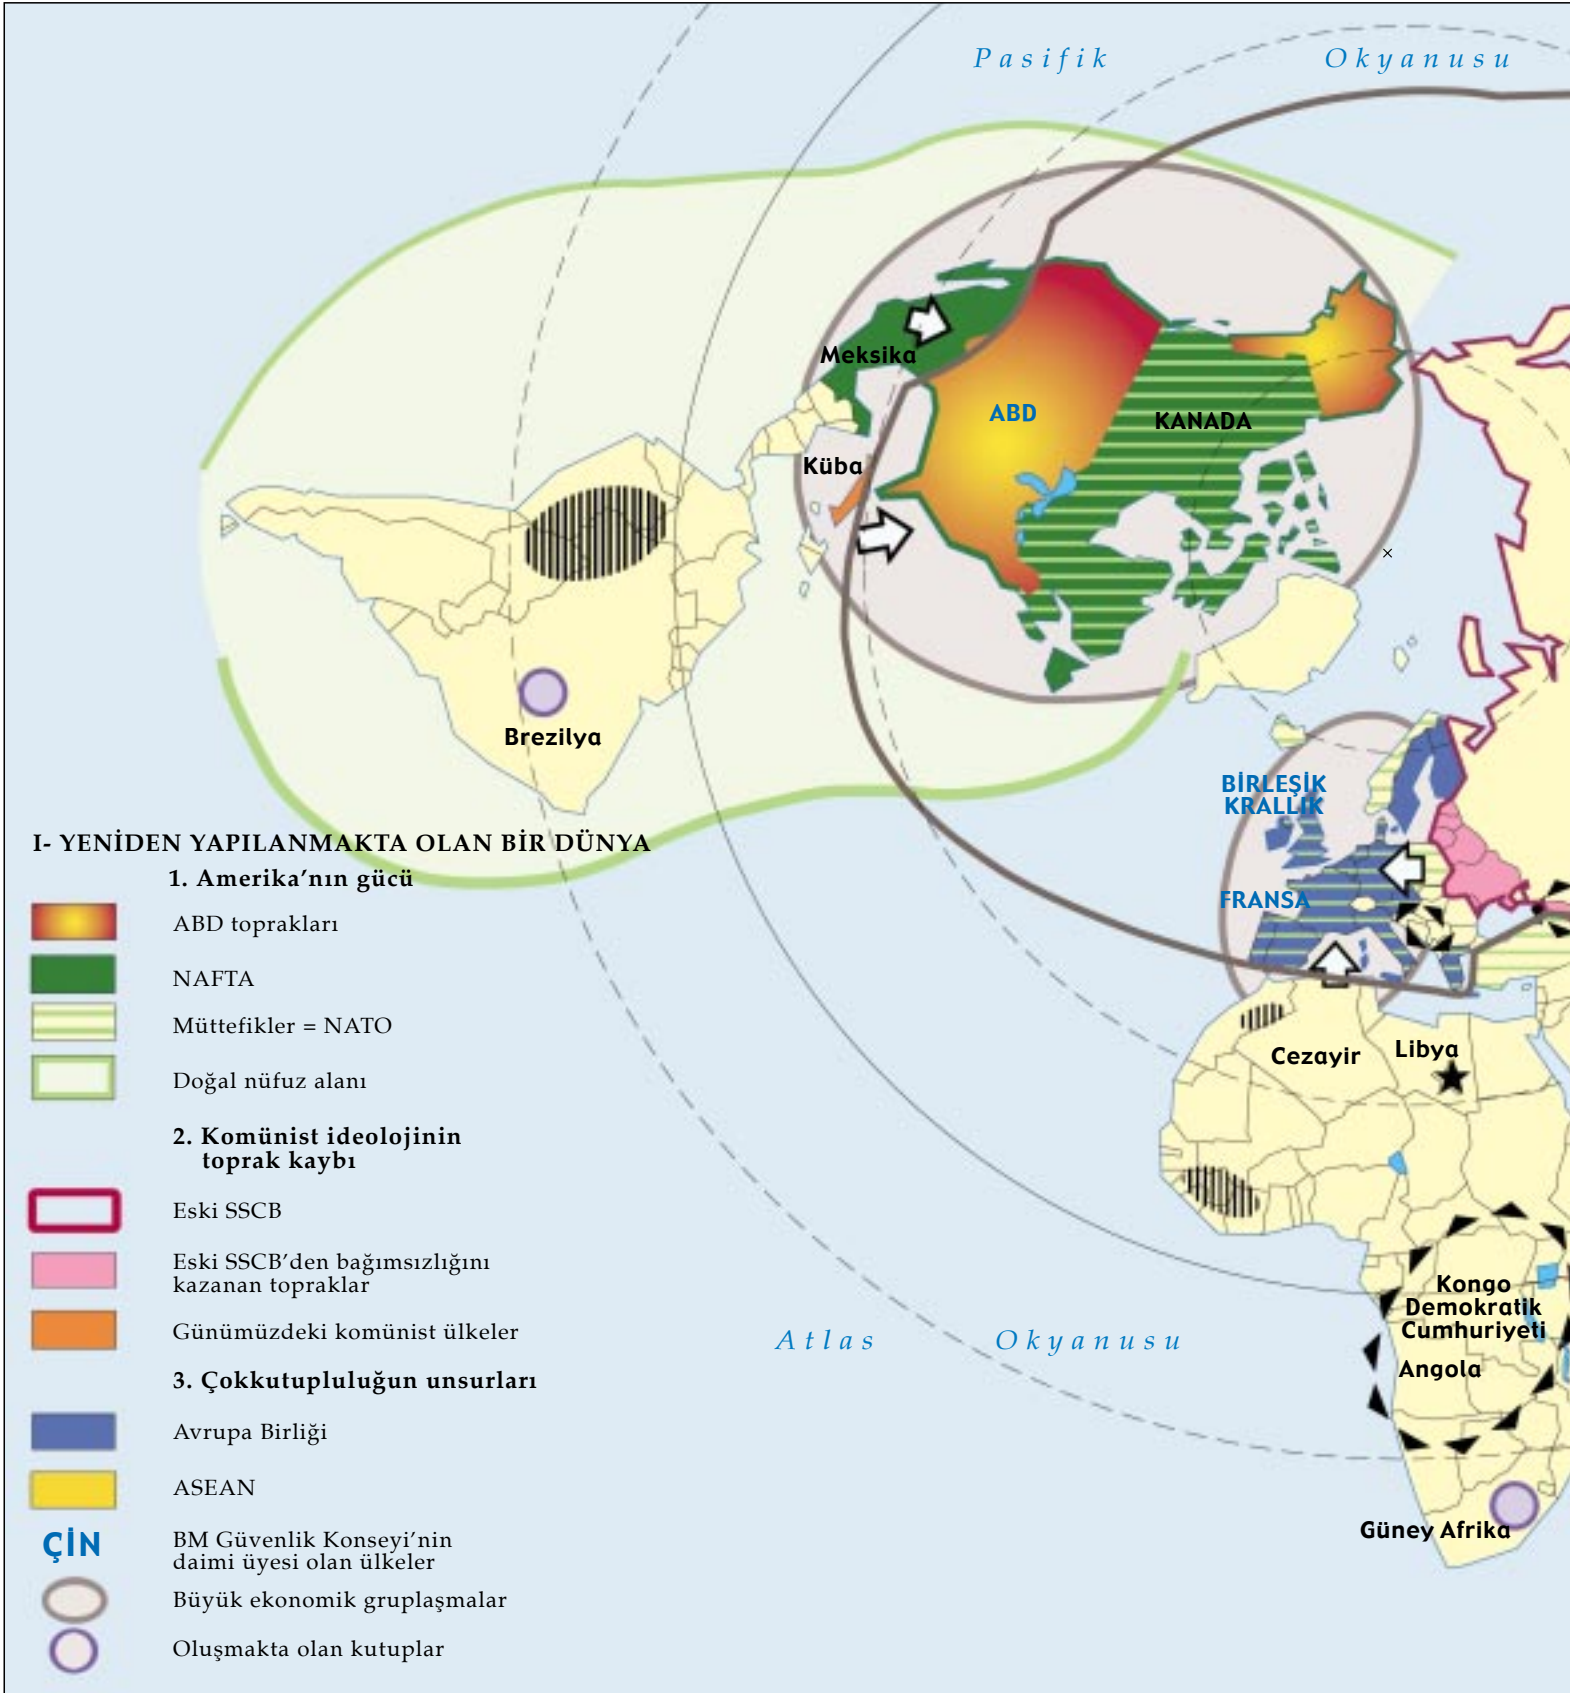 Pasifik Okyanusu
Meksika
ABD
KANADA
Küba
Brezilya
BİRLEŞİK
KRALLIK
FRANSA
Cezayir
Libya
Kongo
Demokratik
Cumhuriyeti
Angola
Güney Afrika
Atlas Okyanusu
I- YENİDEN YAPILANMAKTA OLAN BİR DÜNYA
1. Amerika’nın gücü
ABD toprakları
NAFTA
Müttefikler = NATO
Doğal nüfuz alanı
2. Komünist ideolojinin
toprak kaybı
Eski SSCB
Eski SSCB’den bağımsızlığını
kazanan topraklar
Günümüzdeki komünist ülkeler
3. Çokkutupluluğun unsurları
Avrupa Birliği
ASEAN
ÇİN
BM Güvenlik Konseyi’nin
daimi üyesi olan ülkeler
Büyük ekonomik gruplaşmalar
Oluşmakta olan kutuplar